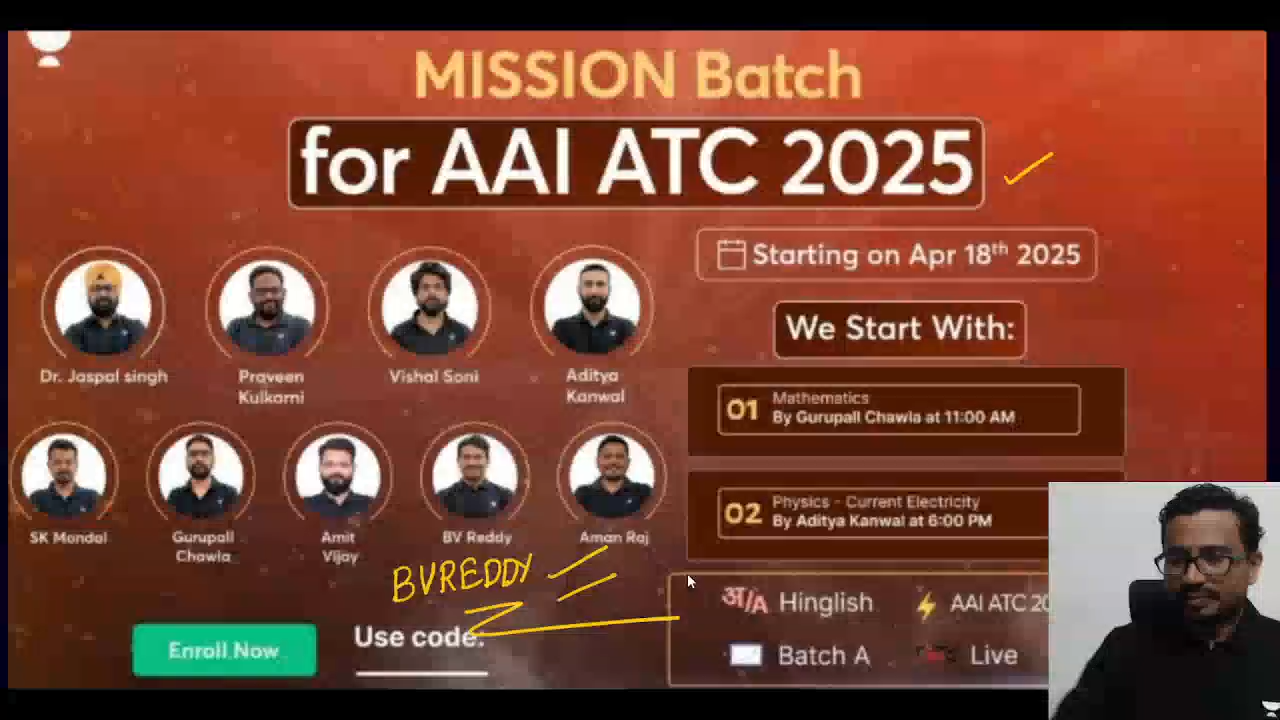 MISSION Batch
for AAI ATC 2025
Starting on Apr 18th 2025
We Start With:
Dr. Jaspal singh
Praveen
Kulkarni
Vishal Soni
Aditya
Kanwal
01 Mathematics
By Gurupall Chawla at 11:00 AM
SK Mondal
Gurupall
Chawla
Amit
Vijay
BV Reddy
Aman Raj
02 Physics - Current Electricity
By Aditya Kanwal at 6:00 PM
BVREDDY
Enroll Now
Use code:
अ/A Hinglish
AAI ATC 20
Batch A
Live